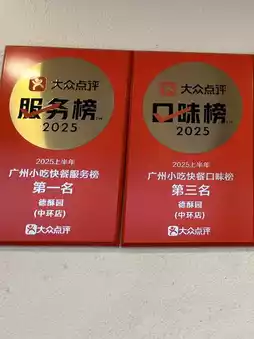 大众点评
服务榜
2025
2025上半年
广州小吃快餐服务榜
第一名
德酥园
(中环店)
大众点评
大众点评
口味榜
2025
2025上半年
广州小吃快餐口味榜
第三名
德酥园
(中环店)
大众点评